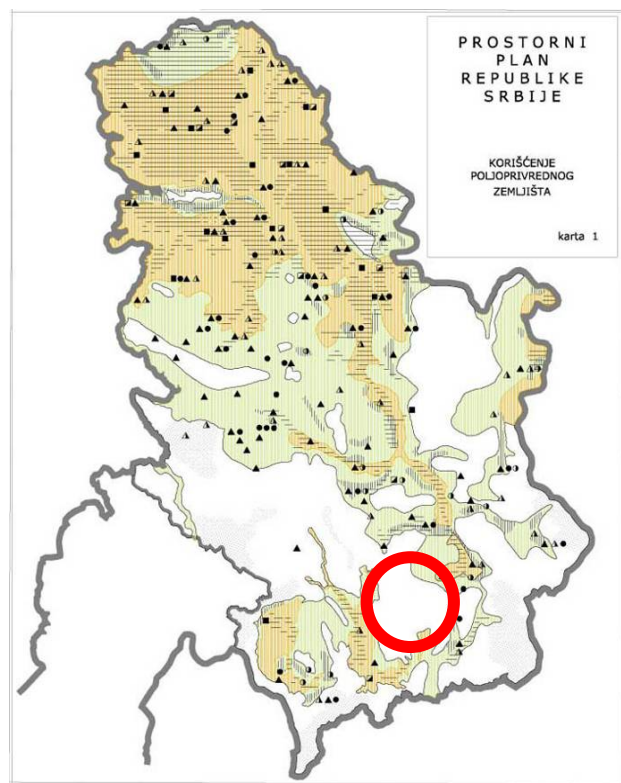 PROSTORNI
PLAN
REPUBLIKE
SRBIJE
KORIŠĆENJE
POLJOPRIVREDNOG
ZEMLJIŠTA
karta 1